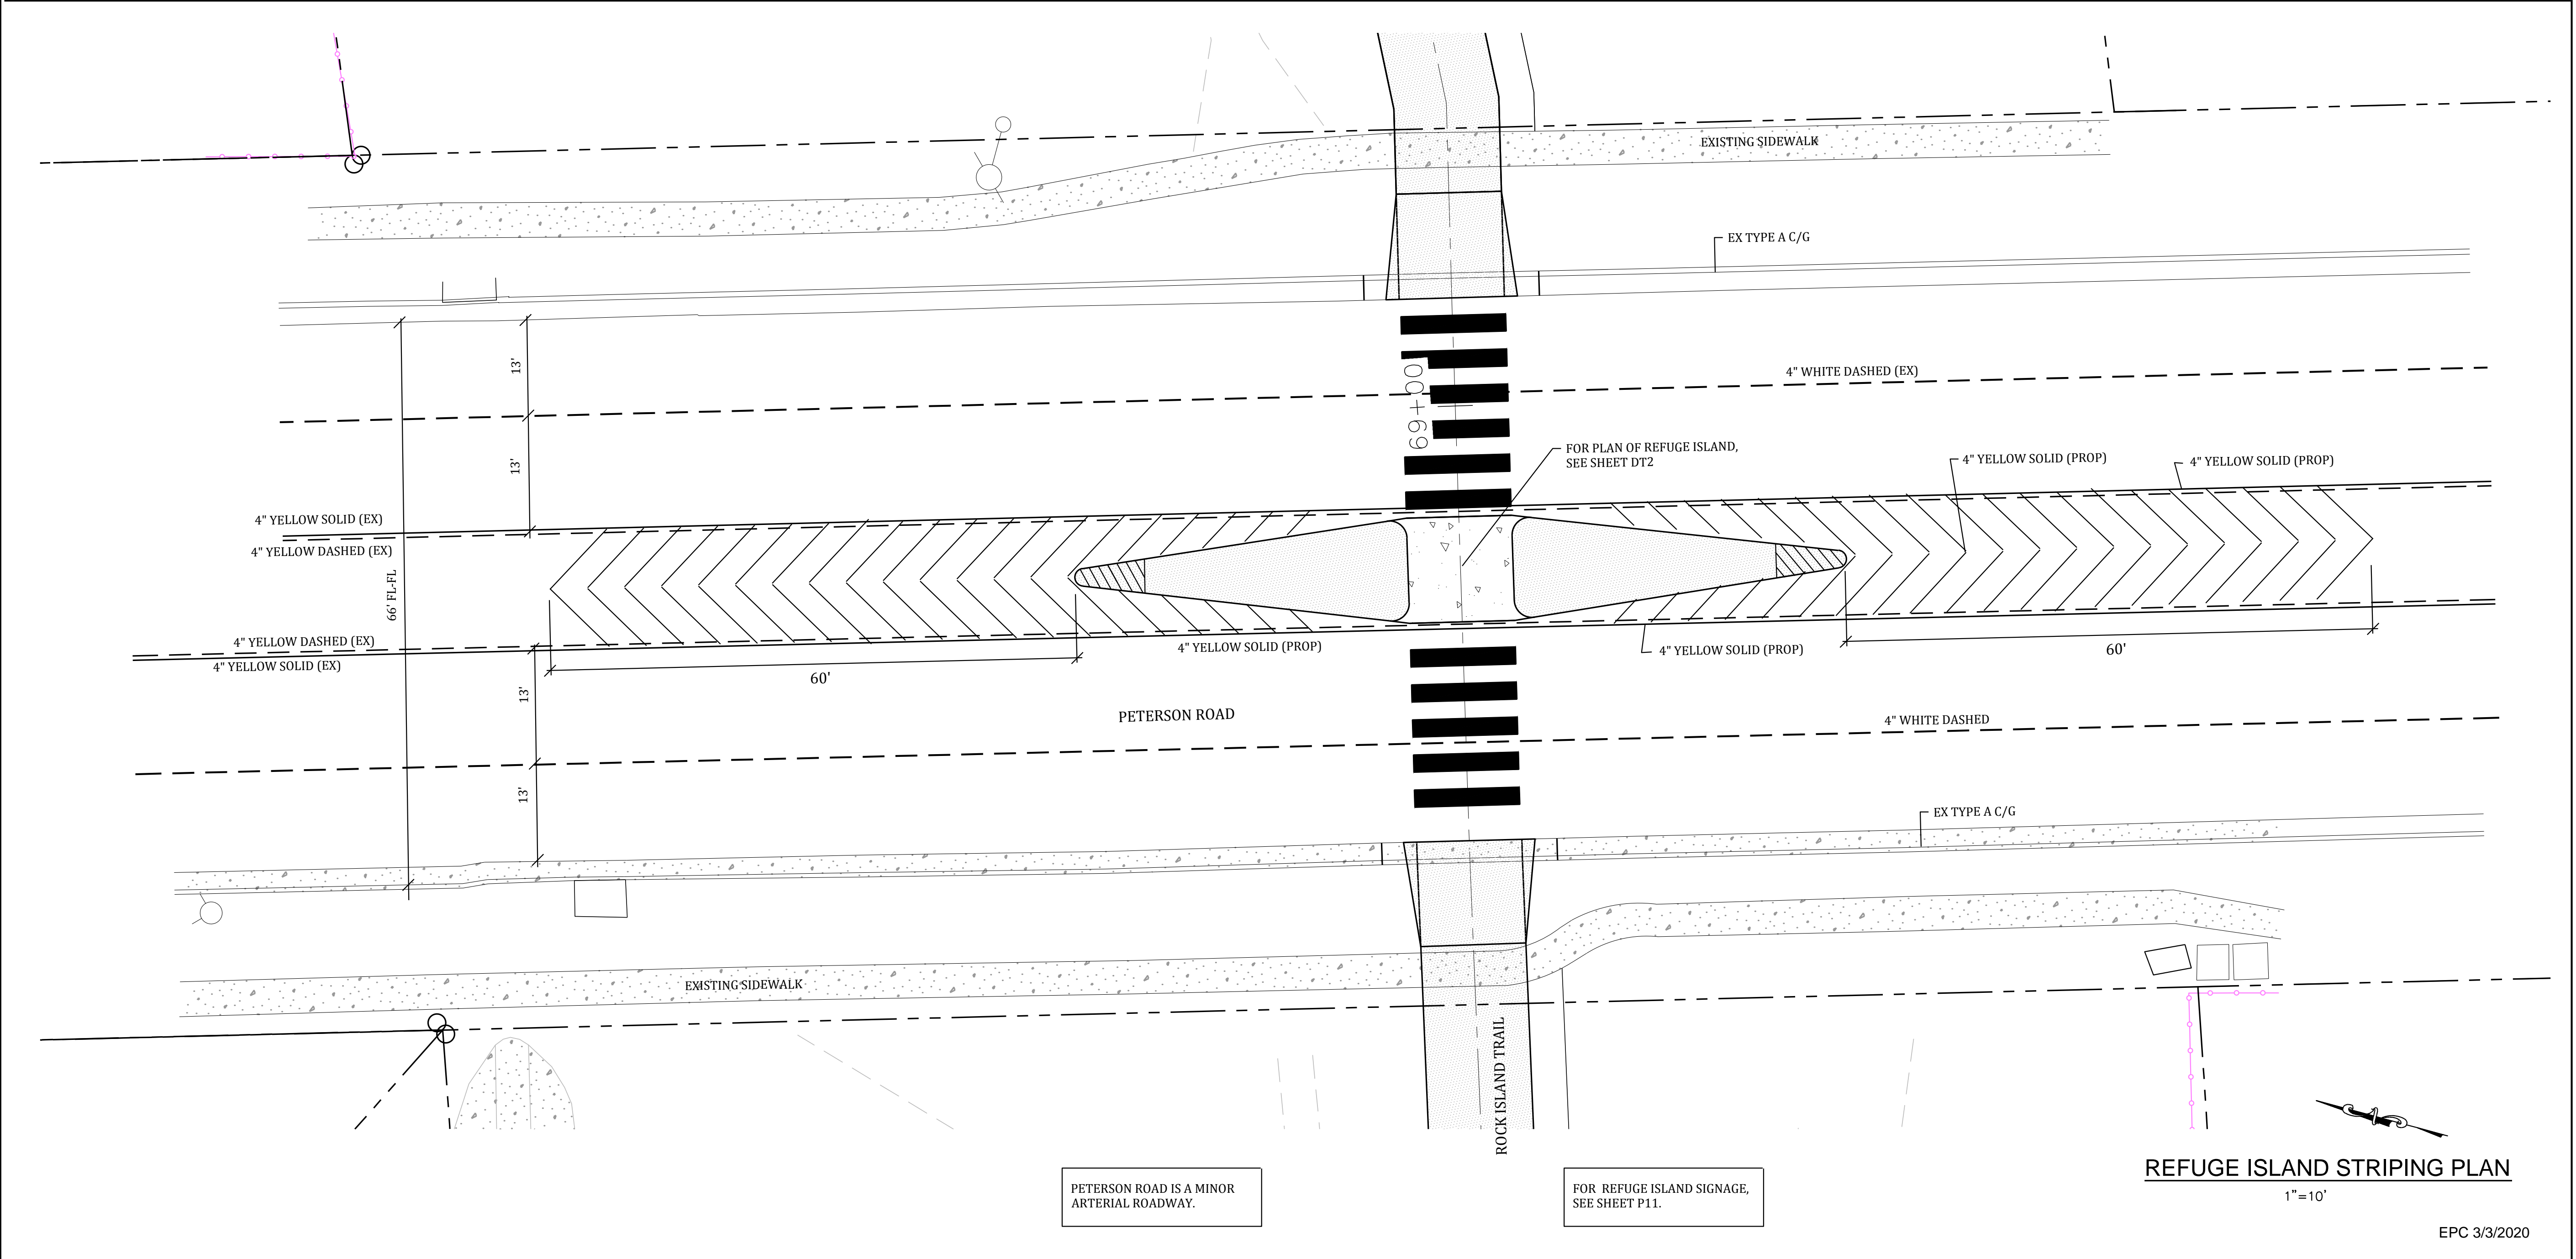 EXISTING SIDEWALK
EX TYPE A C/G
13'
4" WHITE DASHED (EX)
69+00
13'
FOR PLAN OF REFUGE ISLAND,
SEE SHEET DT2
4" YELLOW SOLID (PROP)
4" YELLOW SOLID (PROP)
4" YELLOW SOLID (EX)
4" YELLOW DASHED (EX)
66' FL-FL
4" YELLOW DASHED (EX)
4" YELLOW SOLID (EX)
4" YELLOW SOLID (PROP)
4" YELLOW SOLID (PROP)
60'
60'
13'
PETERSON ROAD
4" WHITE DASHED
13'
EX TYPE A C/G
EXISTING SIDEWALK
ROCK ISLAND TRAIL
PETERSON ROAD IS A MINOR
ARTERIAL ROADWAY.
FOR REFUGE ISLAND SIGNAGE,
SEE SHEET P11.
REFUGE ISLAND STRIPING PLAN
1"=10'
EPC 3/3/2020